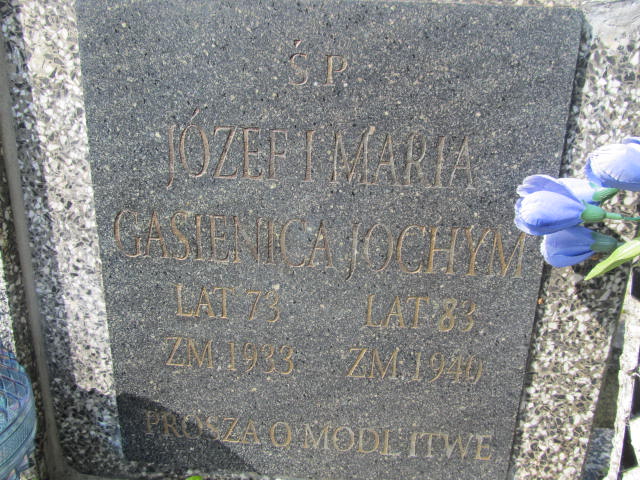 Ś P
JÓZEF I MARIA
GĄSIENICA JOCHYM
LAT 73 LAT 83
ZM 1933 ZM 1940
PROSZĄ O MODLITWĘ